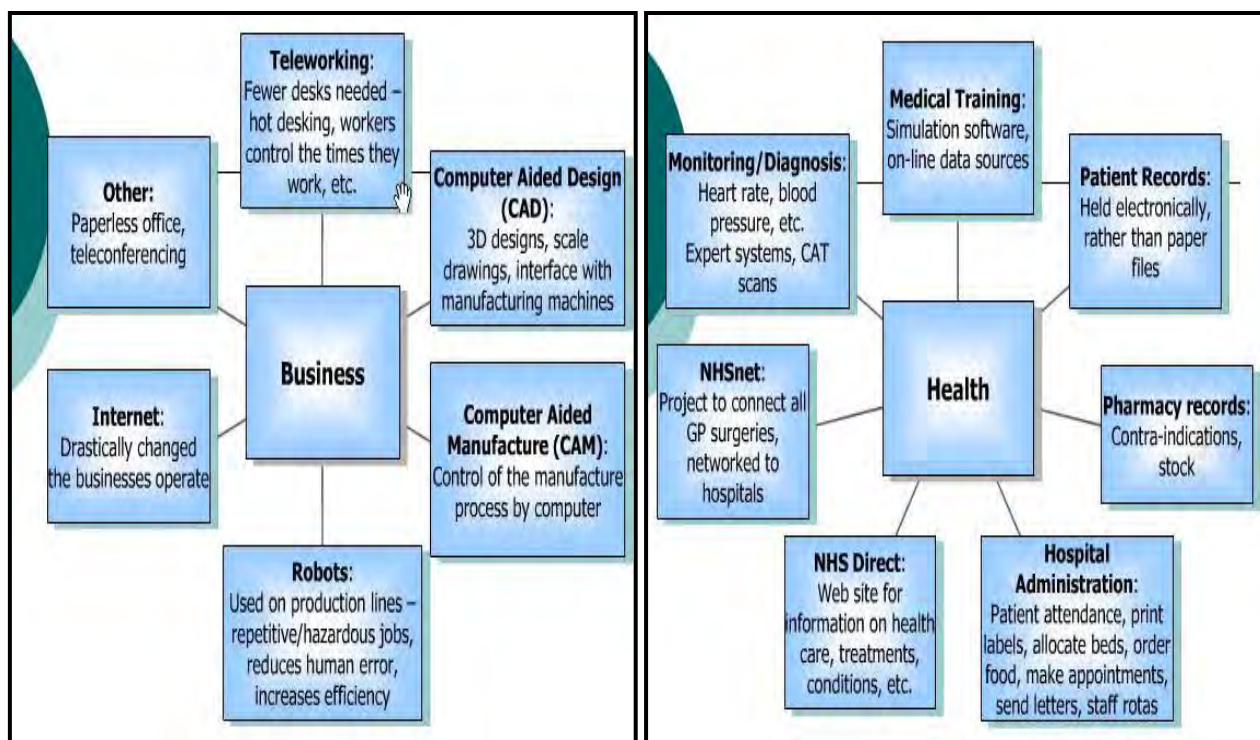 Teleworking:
Fewer desks needed –
hot desking, workers
control the times they
work, etc.
Other:
Paperless office,
teleconferencing
Computer Aided Design
(CAD):
3D designs, scale
drawings, interface with
manufacturing machines
Business
Internet:
Drastically changed
the businesses operate
Computer Aided
Manufacture (CAM):
Control of the manufacture
process by computer
Robots:
Used on production lines –
repetitive/hazardous jobs,
reduces human error,
increases efficiency
Medical Training:
Simulation software,
on-line data sources
Monitoring/Diagnosis:
Heart rate, blood
pressure, etc.
Expert systems, CAT
scans
Patient Records:
Held electronically,
rather than paper
files
Health
NHSnet:
Project to connect all
GP surgeries,
networked to
hospitals
Pharmacy records:
Contra-indications,
stock
NHS Direct:
Web site for
information on health
care, treatments,
conditions, etc.
Hospital
Administration:
Patient attendance, print
labels, allocate beds, order
food, make appointments,
send letters, staff rotas